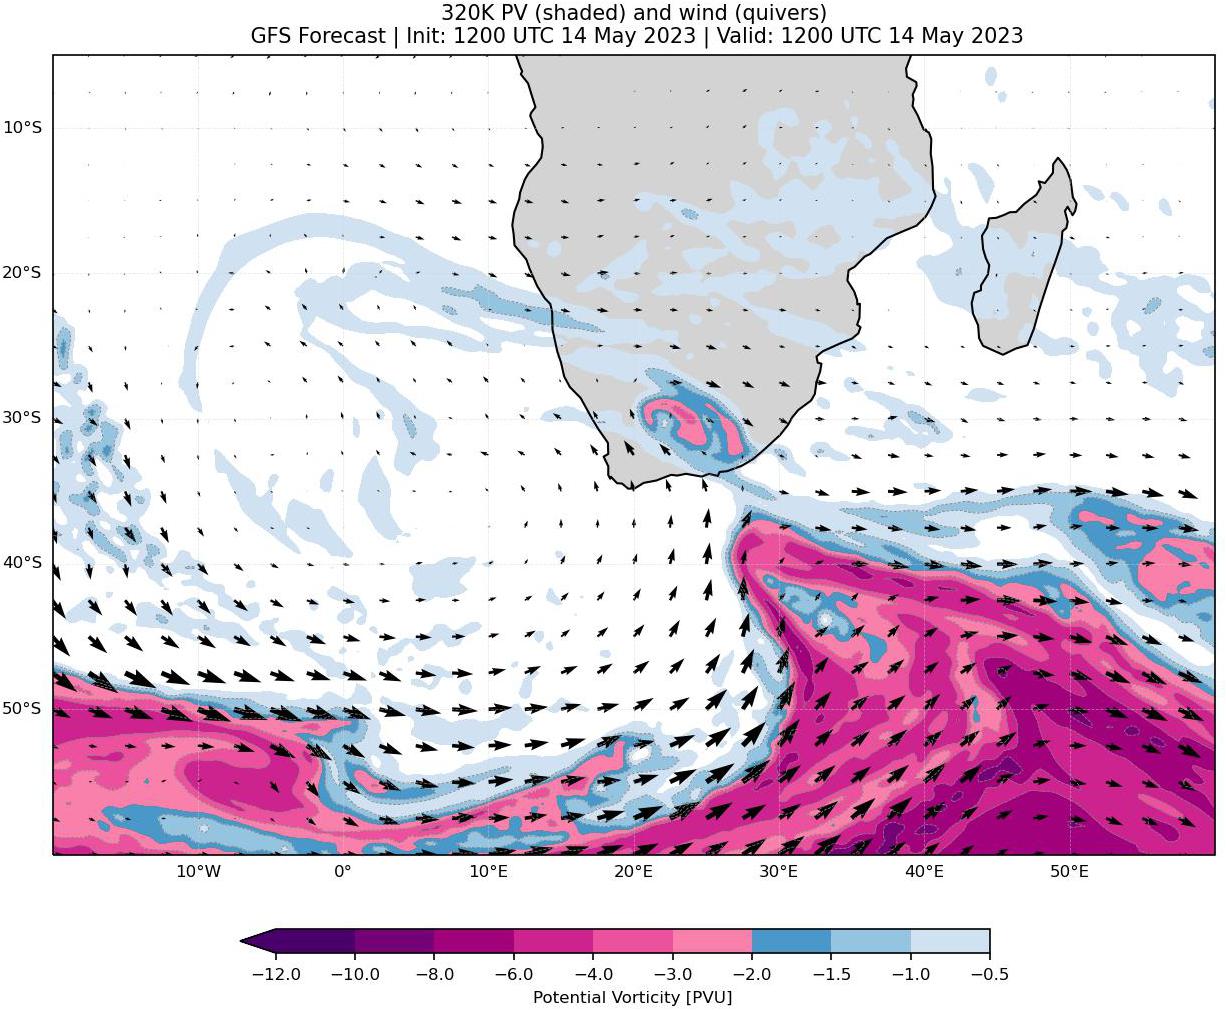 320K PV (shaded) and wind (quivers)
GFS Forecast | Init: 1200 UTC 14 May 2023 | Valid: 1200 UTC 14 May 2023
10°S
20°S
30°S
40°S
50°S
10°W 0° 10°E 20°E 30°E 40°E 50°E
−12.0 −10.0 −8.0 −6.0 −4.0 −3.0 −2.0 −1.5 −1.0 −0.5
Potential Vorticity [PVU]